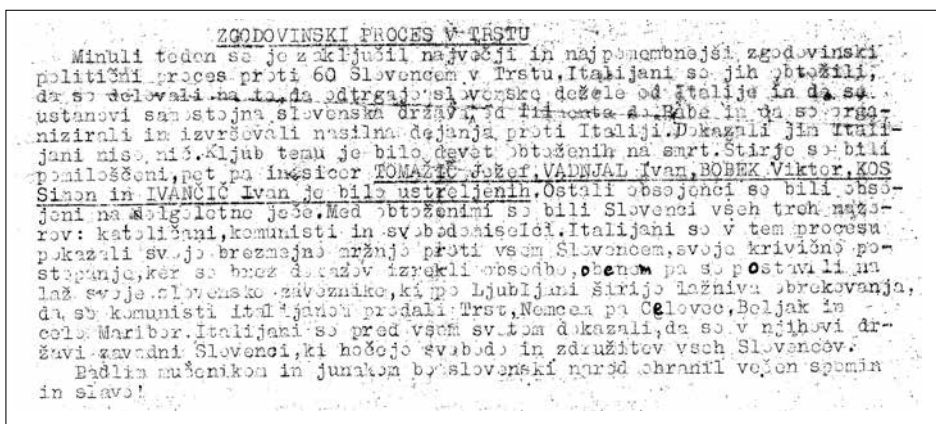 ZGODOVINSKI PROCES V TRSTU
Minuli teden se je zaključil največji in najpomembnejši zgodovinski
politični proces proti 60 Slovencem v Trstu.Italijani so jih obtožili,
da so delovali na to,da odtrgajo slovenske dežele od Italije in da se
ustanovi samostojna slovenska država od Timenta do Rabe in da so orga-
nizirali in izvrševali nasilna dejanja proti Italiji.Dokazali jim Itali-
jani niso nič.Kljub temu je bilo devet obtoženih na smrt.Štirje so bili
pomiloščeni,pet pa in sicer TOMAŽIČ Jožef,VADNJAL Ivan,BOBEK Viktor,KOS
Simon in IVANČIČ Ivan je bilo ustreljenih.Ostali obsojenci so bili obso-
jeni na dolgoletne ječe.Med obtoženimi so bili Slovenci vseh treh nazo-
rov: katoličani,komunisti in svobodomiselci.Italijani so v tem procesu
pokazali svojo brezmejno mržnjo proti vsem Slovencem,svoje krivično po-
stopanje,ker so brez dokazov izrekli obsodbo,obenem pa so postavili na
laž svoje slovenske zaveznike,ki po Ljubljani širijo lažniva obrekovanja,
da so komunisti italijanom prodali Trst,Nemcem pa Celovec,Beljak in
celo Maribor.Italijani so pred vsem svetom dokazali,da so v njihovi dr-
žavi zavedni Slovenci,ki hočejo svobodo in združitev vseh Slovencev.
Padlim mučenikom in junakom bo slovenski narod ohranil večen spomin
in slavo!